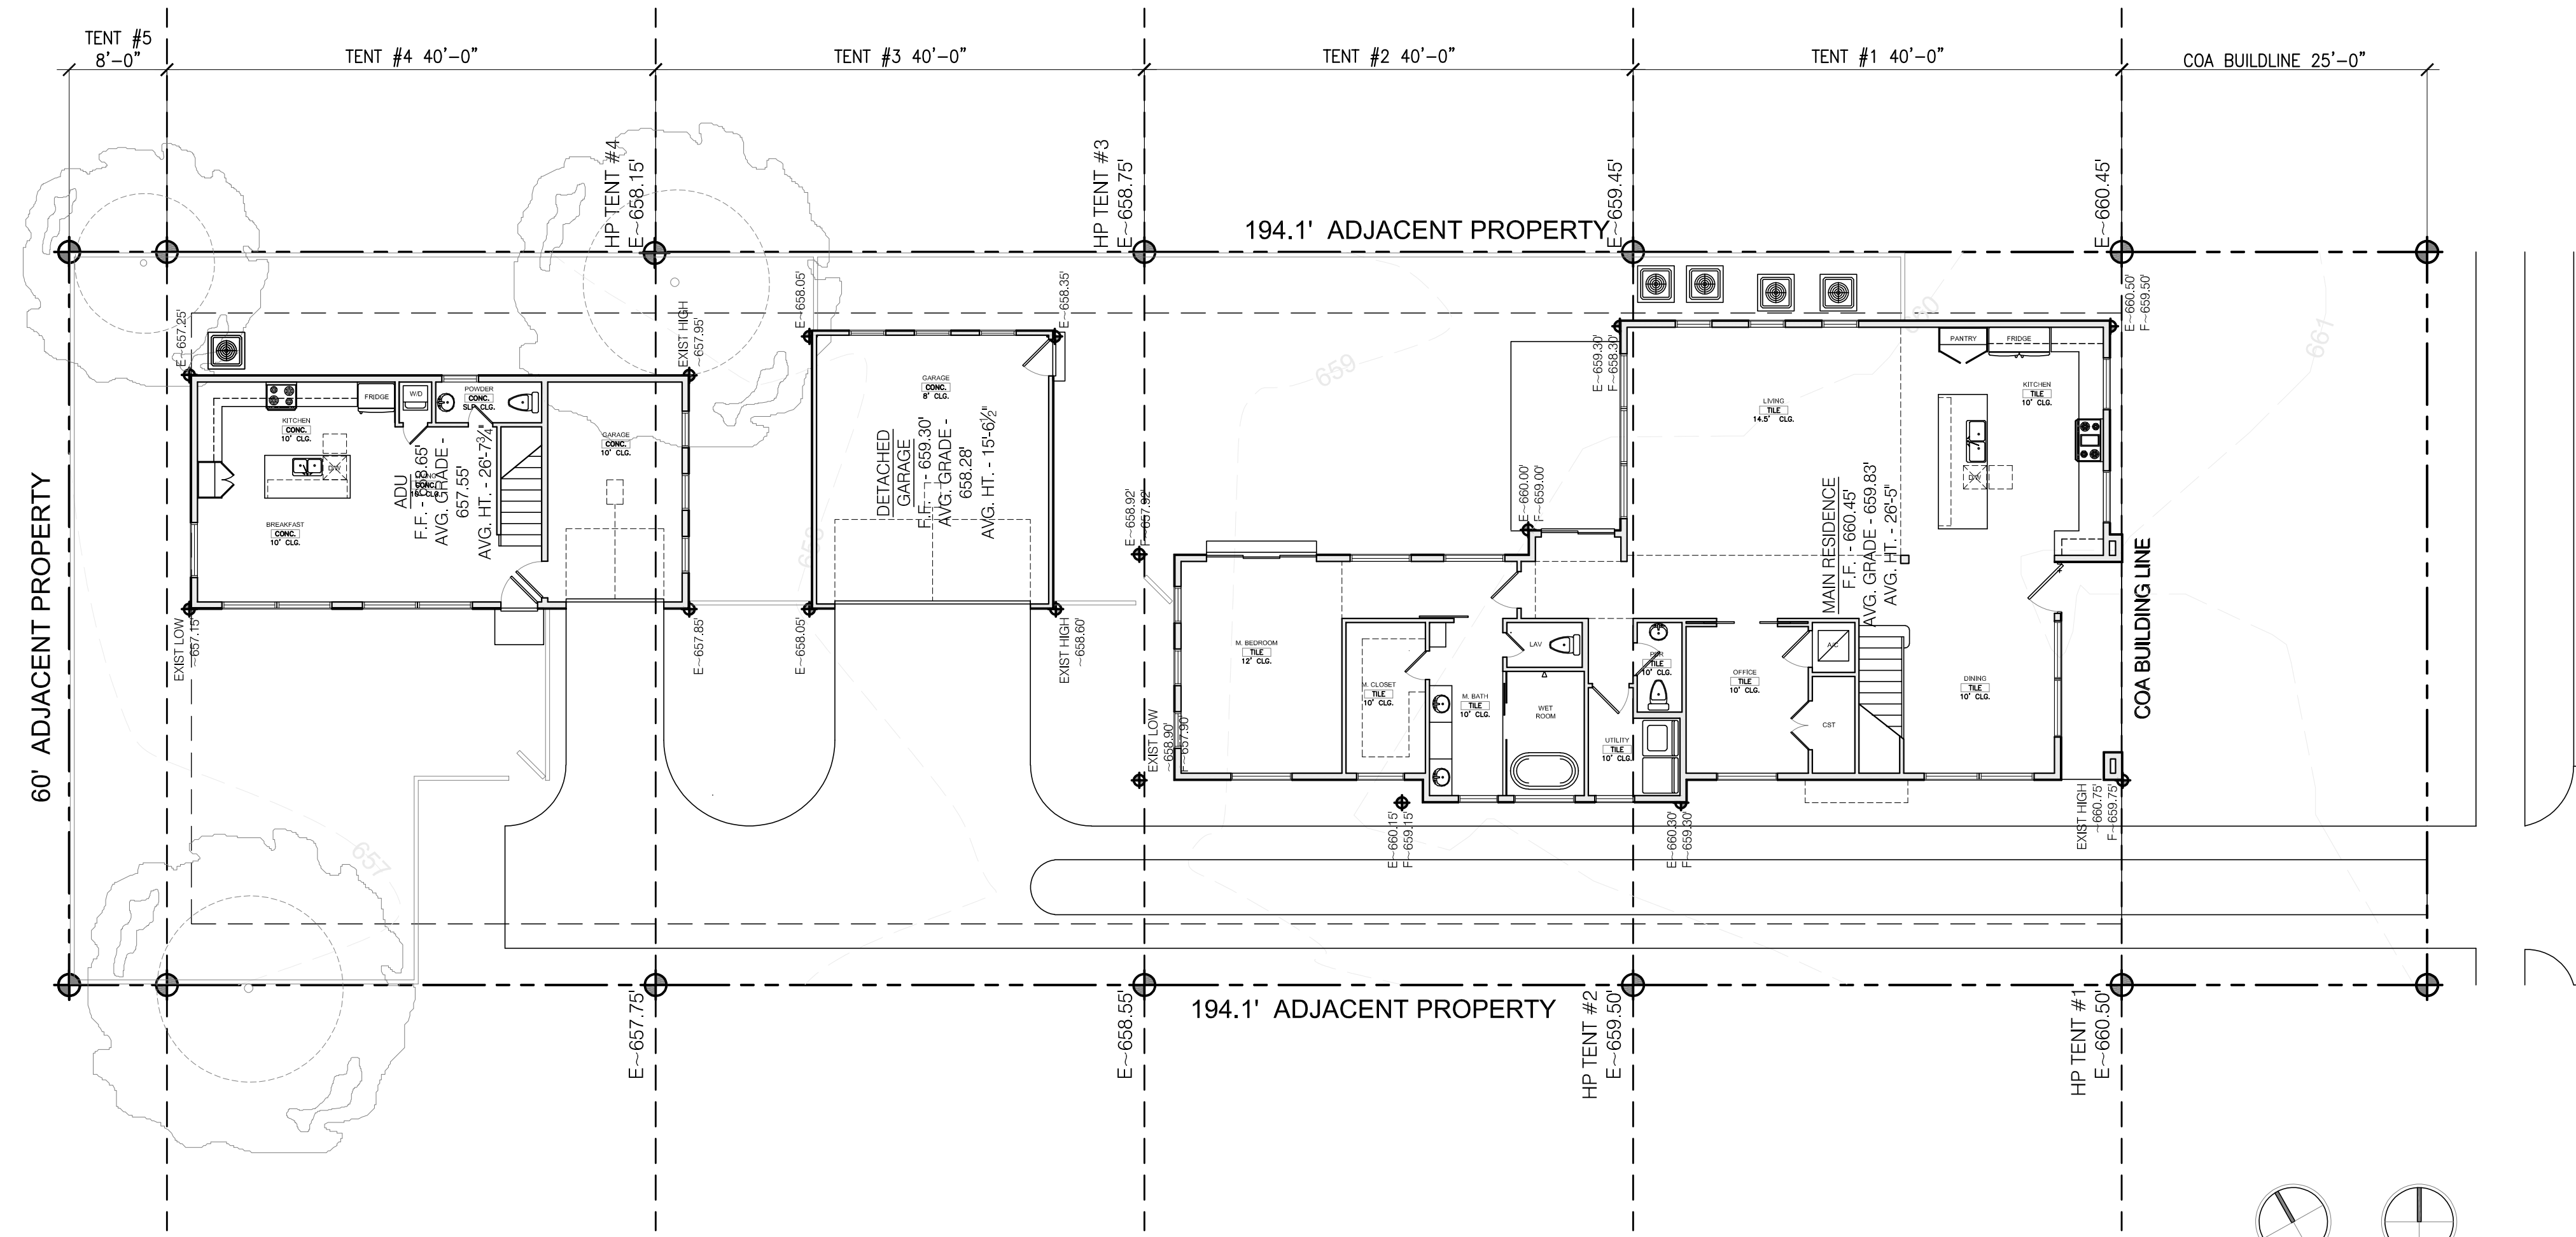 TENT #5
8'-0"
TENT #4 40'-0"
TENT #3 40'-0"
TENT #2 40'-0"
TENT #1 40'-0"
COA BUILDLINE 25'-0"
HP TENT #4
E~658.15'
HP TENT #3
E~658.75'
E~659.45'
E~660.45'
194.1' ADJACENT PROPERTY
60' ADJACENT PROPERTY
E~657.25'
EXIST HIGH
~657.95'
E~658.05'
E~658.35'
KITCHEN
CONC.
10' CLG.
FRIDGE
W/D
POWDER
CONC.
SLP. CLG.
GARAGE
CONC.
10' CLG.
BREAKFAST
CONC.
10' CLG.
ADU
F.F. -
AVG. GRADE -
657.55'
AVG. HT. - 26'-7¾"
EXIST LOW
~657.15'
E~657.85'
GARAGE
CONC.
8' CLG.
DETACHED
GARAGE
F.F. - 659.30'
AVG. GRADE -
658.28'
AVG. HT. - 15'-6½"
E~658.05'
EXIST HIGH
~658.60'
658
657
659
660
661
E~658.92'
F~657.92'
EXIST LOW
~658.90'
F~657.90'
E~660.00'
F~659.00'
E~659.30'
F~658.30'
E~660.50'
F~659.50'
LIVING
TILE
14.5' CLG.
PANTRY
FRIDGE
KITCHEN
TILE
10' CLG.
MAIN RESIDENCE
F.F. - 660.45'
AVG. GRADE - 659.83'
AVG. HT. - 26'-5"
COA BUILDING LINE
M. BEDROOM
TILE
12' CLG.
M. CLOSET
TILE
10' CLG.
M. BATH
TILE
10' CLG.
LAV
WET
ROOM
UTILITY
TILE
10' CLG.
TILE
10' CLG.
OFFICE
TILE
10' CLG.
A/C
CST
DINING
TILE
10' CLG.
E~660.15'
F~659.15'
E~660.30'
F~659.30'
EXIST HIGH
~660.75'
F~659.75'
194.1' ADJACENT PROPERTY
E~657.75'
E~658.55'
HP TENT #2
E~659.50'
HP TENT #1
E~660.50'